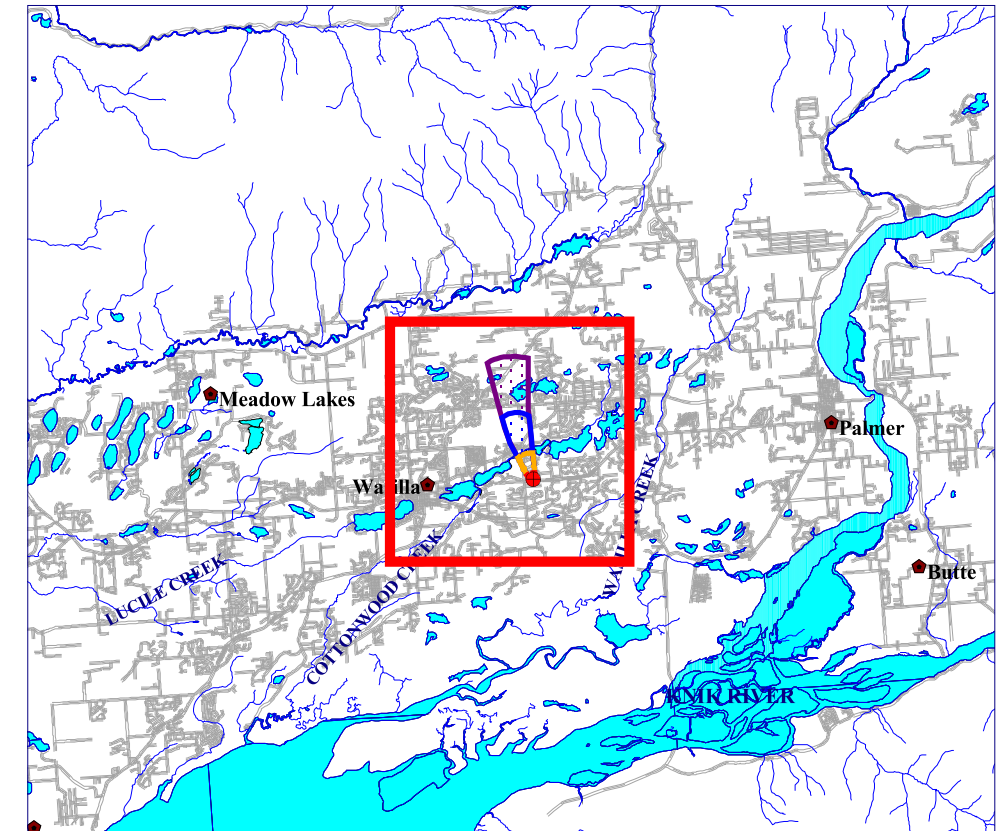 Meadow Lakes
Palmer
Wasilla
Butte
LUCILE CREEK
COTTONWOOD CREEK
KNIK RIVER